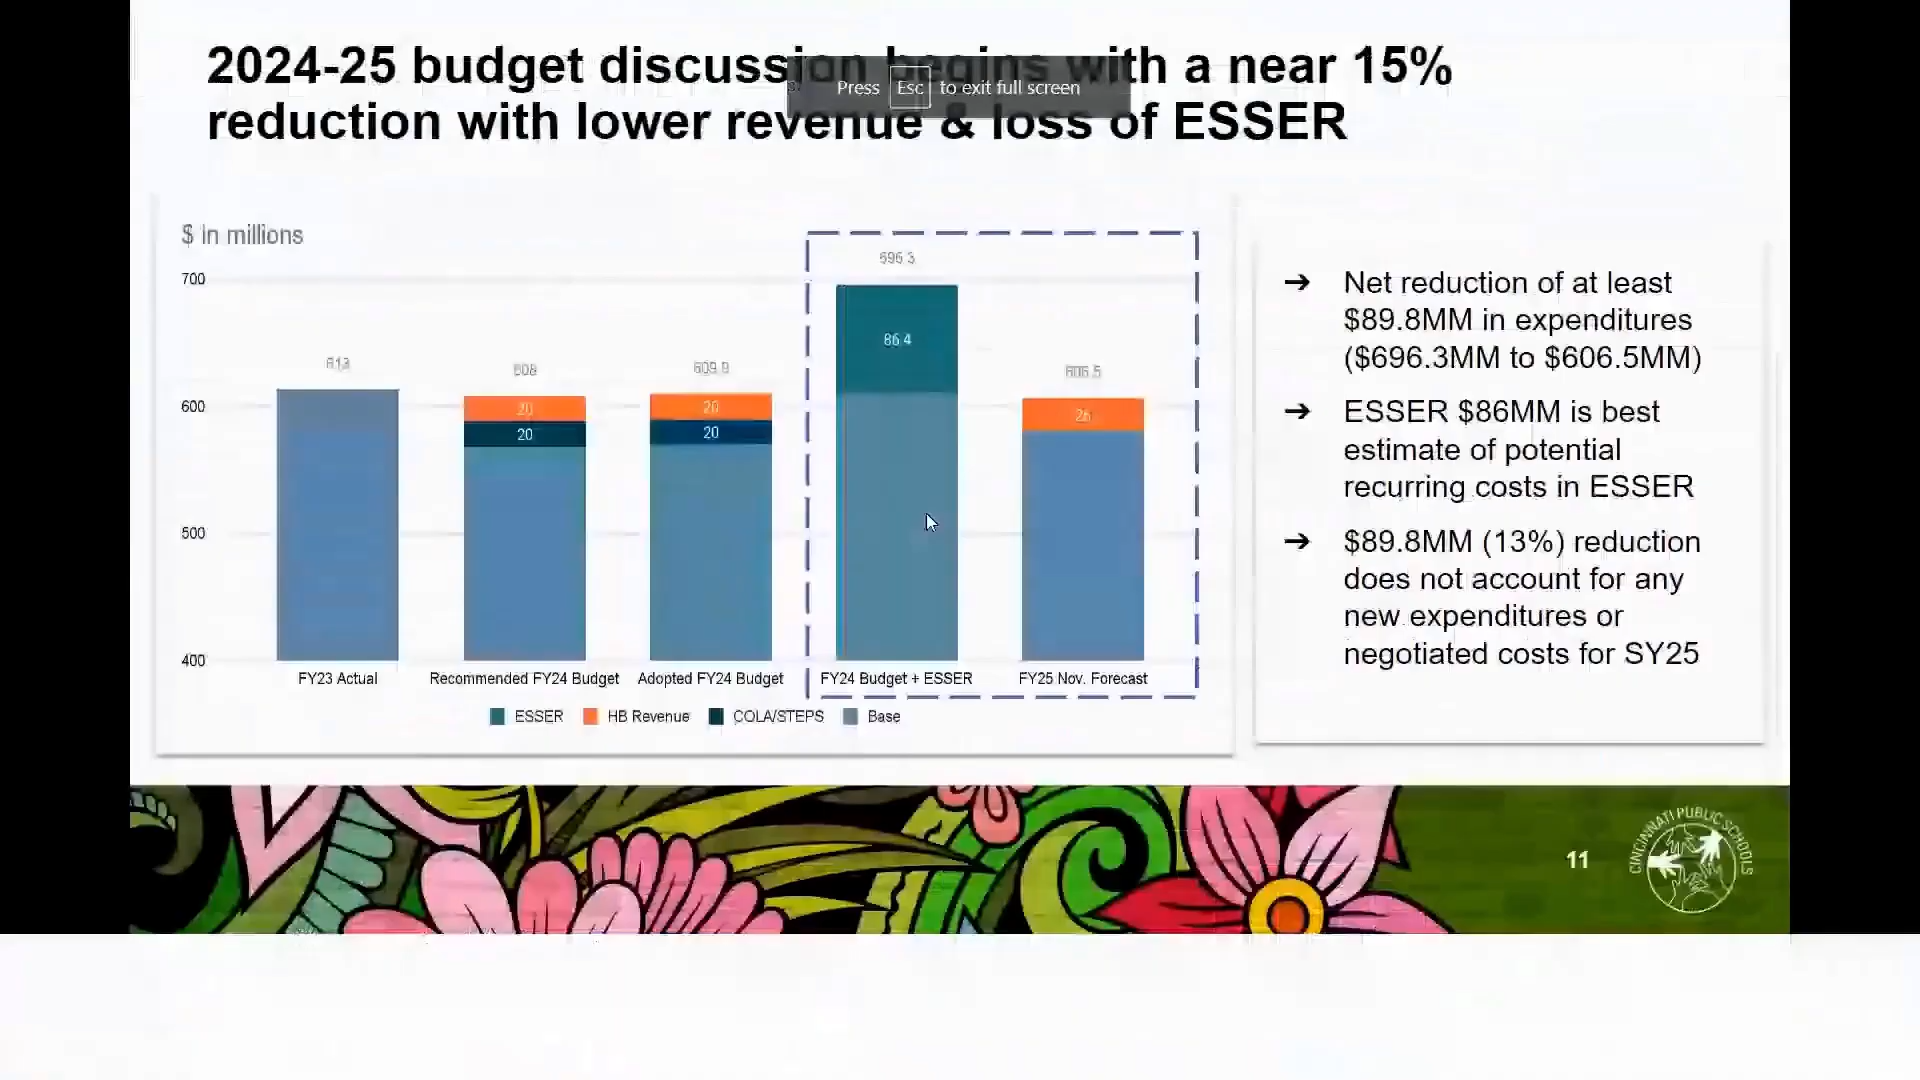 2024-25 budget discussion begins with a near 15%
Press Esc to exit full screen
reduction with lower revenue & loss of ESSER
$ in millions
700
600
500
400
613
608
20
20
609.9
20
20
696.3
86.4
606.5
26
FY23 Actual
Recommended FY24 Budget
Adopted FY24 Budget
FY24 Budget + ESSER
FY25 Nov. Forecast
ESSER
HB Revenue
COLA/STEPS
Base
➔ Net reduction of at least
$89.8MM in expenditures
($696.3MM to $606.5MM)
➔ ESSER $86MM is best
estimate of potential
recurring costs in ESSER
➔ $89.8MM (13%) reduction
does not account for any
new expenditures or
negotiated costs for SY25
11
CINCINNATI PUBLIC SCHOOLS